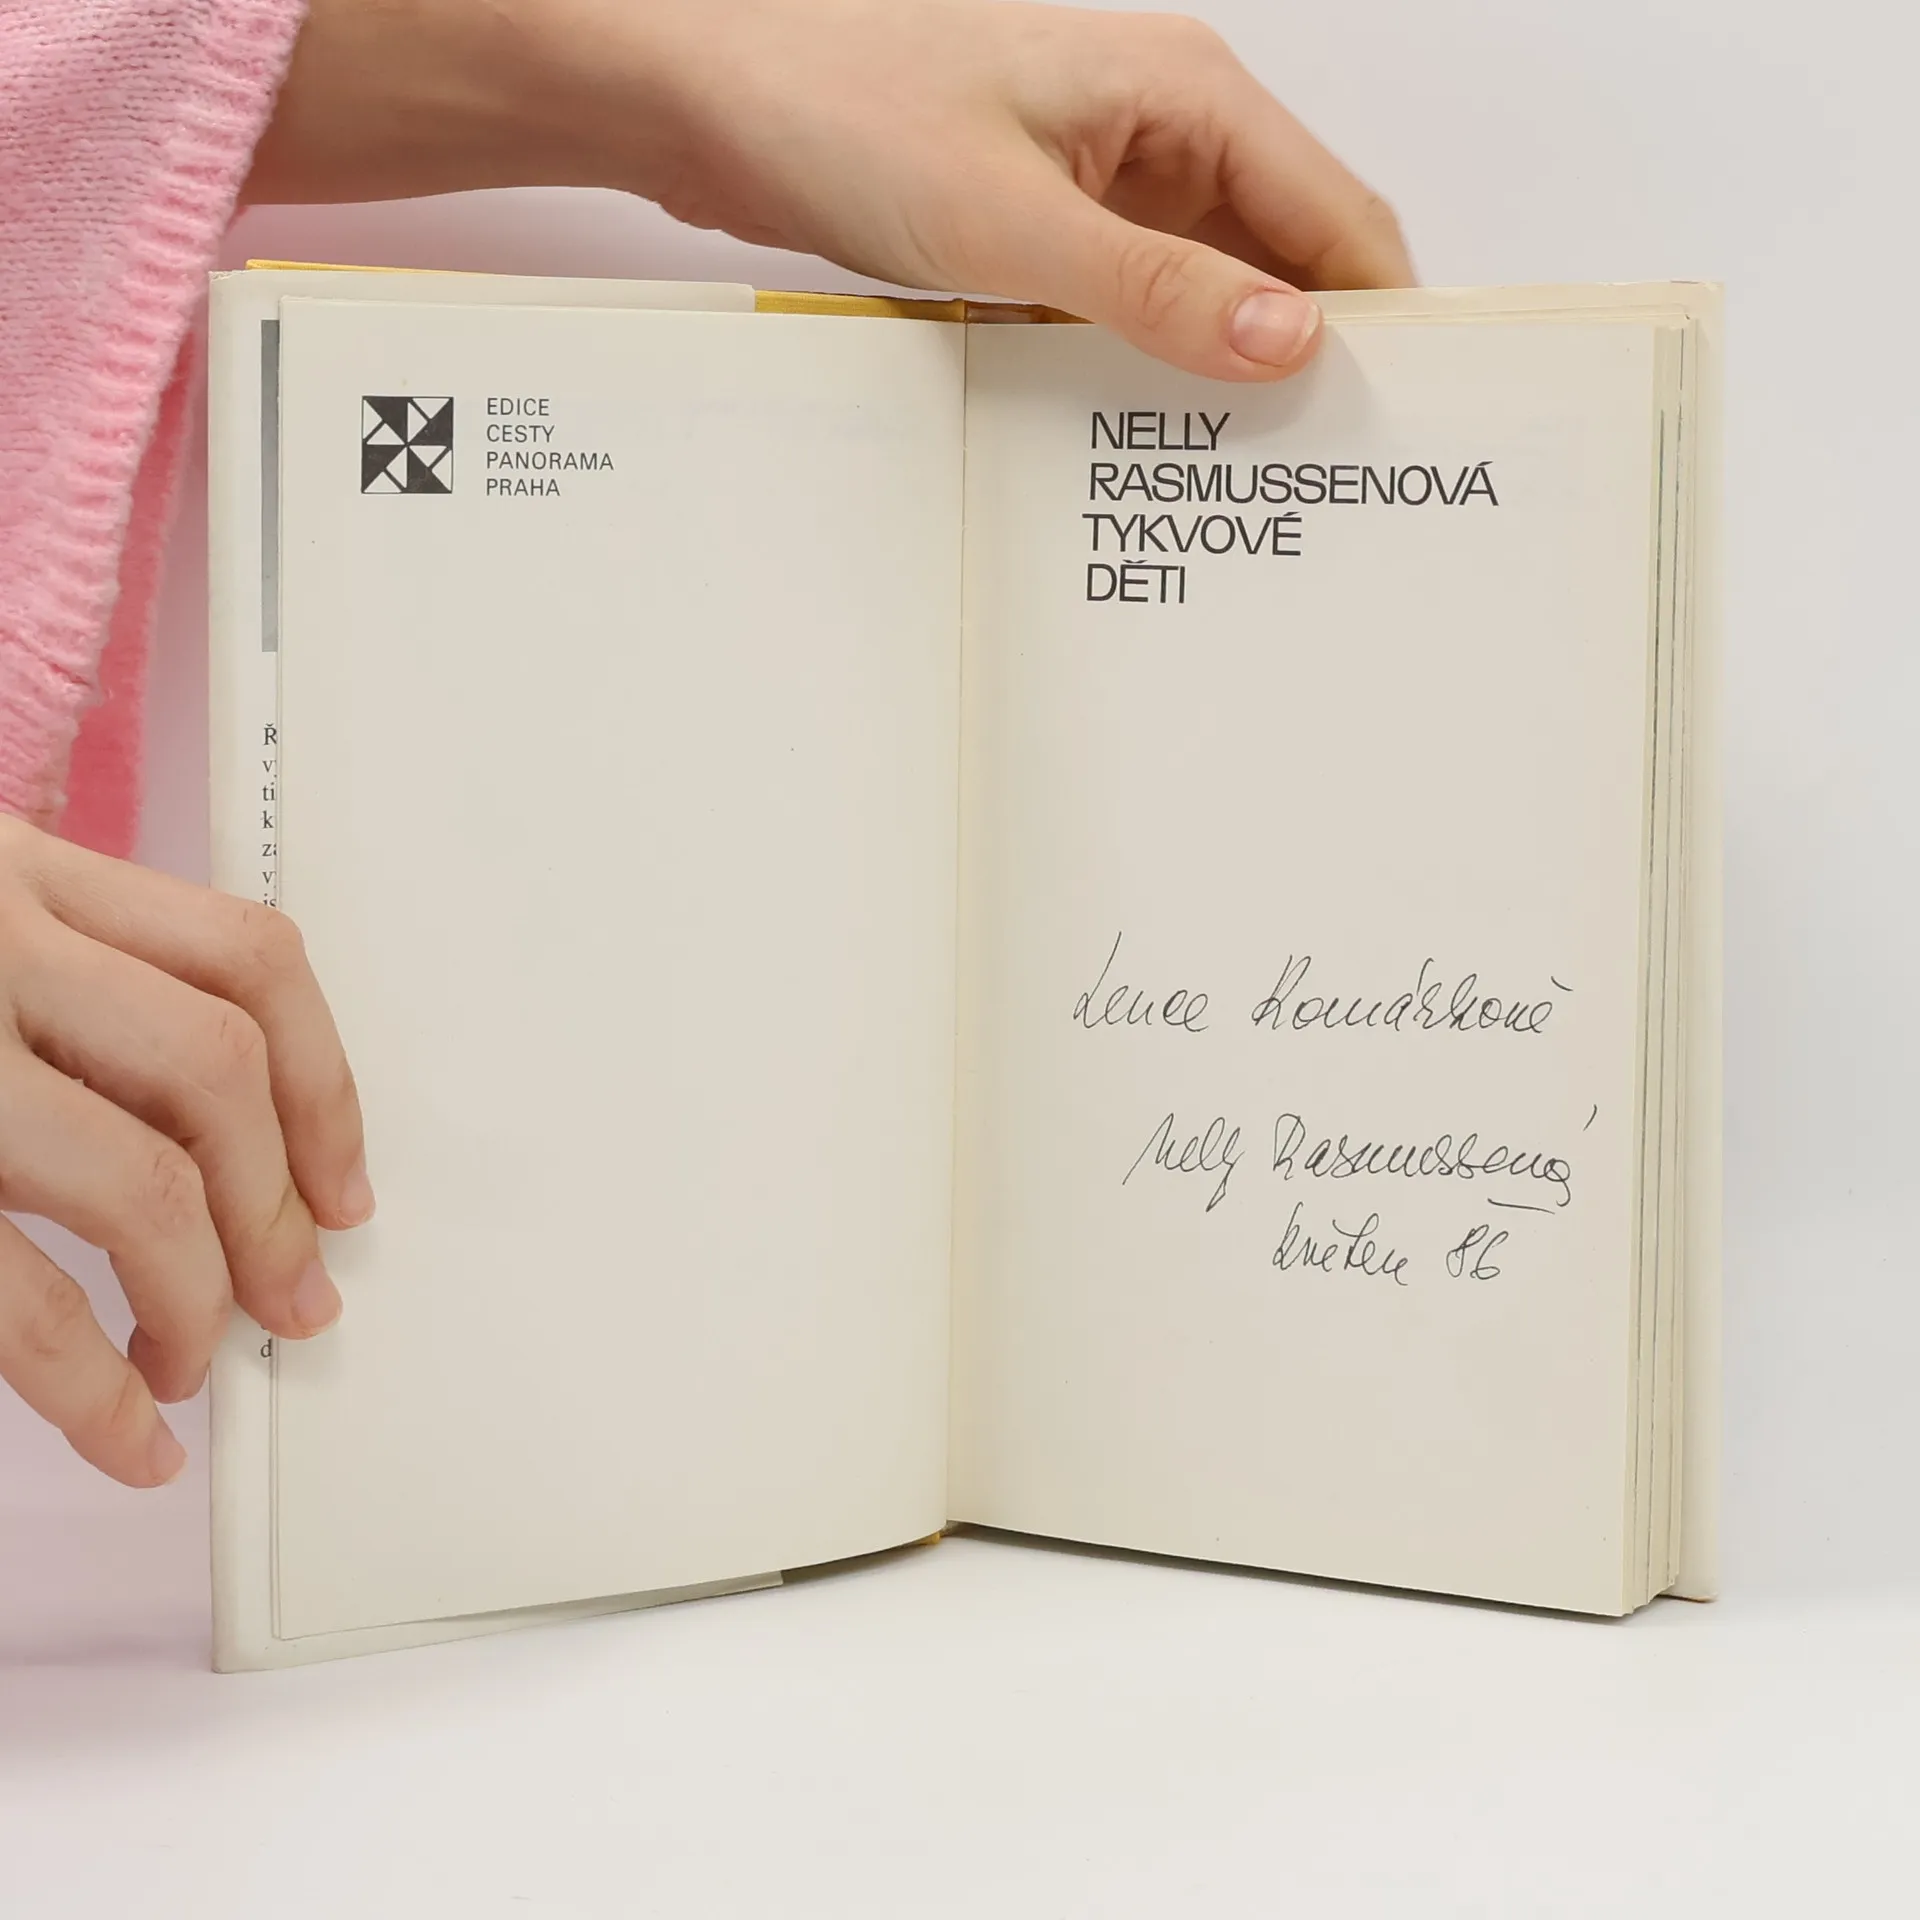 EDICE
CESTY
PANORAMA
PRAHA
NELLY
RASMUSSENOVÁ
TYKVOVÉ
DĚTI
Lence Komárkové
Nelly Rasmussenová
květen 86